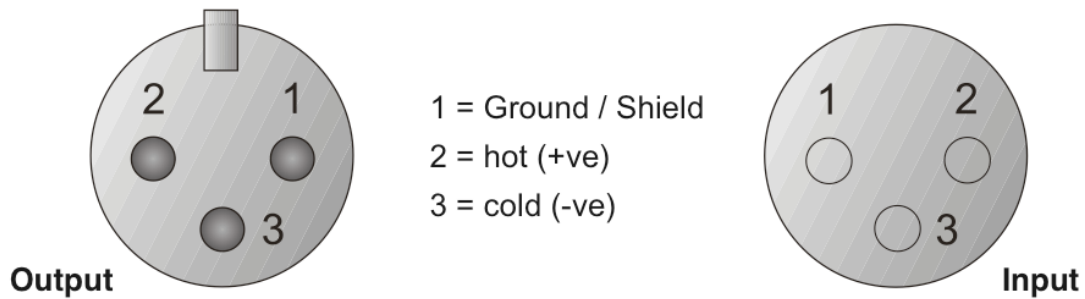 2 1
3
Output
1 = Ground / Shield
2 = hot (+ve)
3 = cold (-ve)
1 2
3
Input